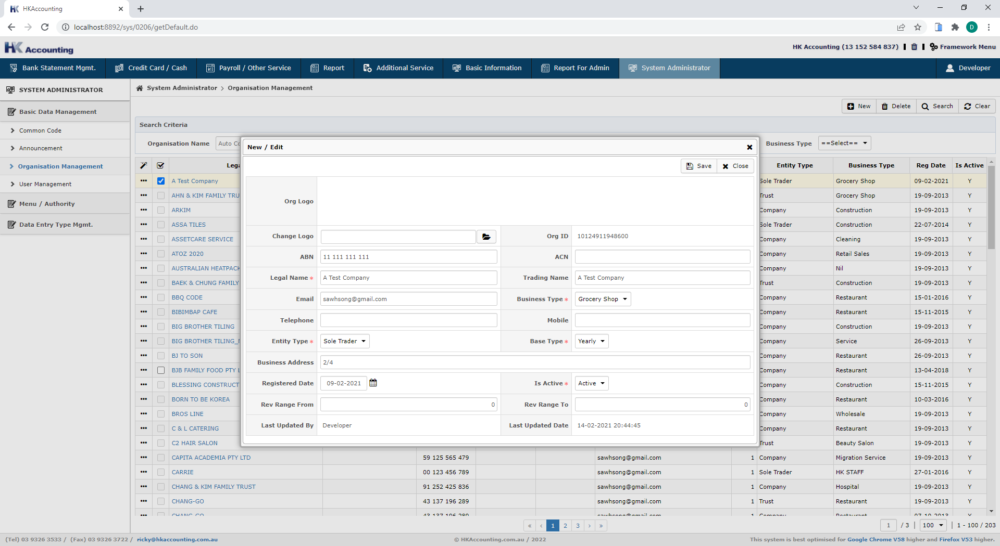 HKAccounting
localhost:8892/sys/0206/getDefault.do
D
HK Accounting
HK Accounting (13 152 584 837)
Framework Menu
Bank Statement Mgmt.
Credit Card / Cash
Payroll / Other Service
Report
Additional Service
Basic Information
Report For Admin
System Administrator
Developer
SYSTEM ADMINISTRATOR
Basic Data Management
Common Code
Announcement
Organisation Management
User Management
Menu / Authority
Data Entry Type Mgmt.
System Administrator > Organisation Management
New
Delete
Search
Clear
Search Criteria
Organisation Name
Auto
Business Type
==Select==
Entity Type Business Type Reg Date Is Active
A Test Company Sole Trader Grocery Shop 09-02-2021 Y
AHN & KIM FAMILY Trust Grocery Shop 19-09-2013 Y
ARKIM Company Construction 19-09-2013 Y
ASSA TILES Sole Trader Construction 22-07-2014 Y
ASSETCARE SERVICE Company Cleaning 19-09-2013 Y
ATOZ 2020 Company Retail Sales 19-09-2013 Y
AUSTRALIAN HEATPACK Company Nil 19-09-2013 Y
BAEK & CHUNG FAMILY Trust Construction 19-09-2013 Y
BBQ CODE Company Restaurant 15-01-2016 Y
BIBIMBAP CAFE Company Restaurant 15-11-2015 Y
BIG BROTHER TILING Company Construction 19-09-2013 Y
BIG BROTHER Company Service 26-09-2013 Y
BJ TO SON Company Restaurant 26-09-2013 Y
BJB FAMILY FOOD PTY Company Restaurant 13-04-2018 Y
BLESSING CONSTRUCT Company Construction 15-11-2015 Y
BORN TO BE KOREA Company Restaurant 10-03-2016 Y
BROS LINE Company Wholesale 19-09-2013 Y
C & L CATERING Company Restaurant 19-09-2013 Y
C2 HAIR SALON Trust Beauty Salon 19-09-2013 Y
CAPITA ACADEMIA PTY LTD 59 125 565 479 sawhsong@gmail.com 1 Company Migration Service 19-09-2013 Y
CARRIE 00 123 456 789 sawhsong@gmail.com 1 Sole Trader HK STAFF 27-01-2016 Y
CHANG & KIM FAMILY TRUST 91 252 425 836 sawhsong@gmail.com 1 Company Hospital 19-09-2013 Y
CHANG-GO 43 137 196 289 sawhsong@gmail.com 1 Trust Restaurant 19-09-2013 Y
CHANG-GO 43 137 196 289 sawhsong@gmail.com 1 Company Restaurant 07-10-2013 Y
New / Edit
Save
Close
Org Logo
Change Logo
Org ID 10124911948600
ABN 11 111 111 111
ACN
Legal Name * A Test Company
Trading Name A Test Company
Email sawhsong@gmail.com
Business Type * Grocery Shop
Telephone
Mobile
Entity Type * Sole Trader
Base Type * Yearly
Business Address 2/4
Registered Date 09-02-2021
Is Active * Active
Rev Range From 0
Rev Range To 0
Last Updated By Developer
Last Updated Date 14-02-2021 20:44:45
« ‹ 1 2 3 › »
1 / 3 | 100 | 1 - 100 / 203
(Tel) 03 9326 3533 / (Fax) 03 9326 3722 / ricky@hkaccounting.com.au
© HKAccounting.com.au / 2022
This system is best optimised for Google Chrome V58 higher and Firefox V53 higher.